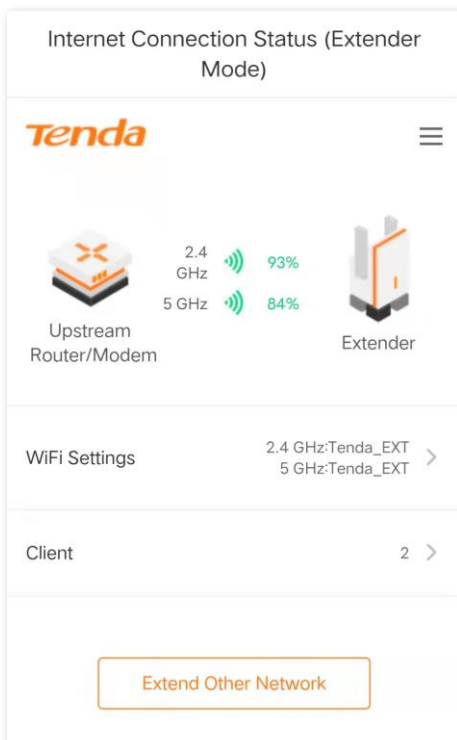 Internet Connection Status (Extender
Mode)
Tenda
2.4
GHz
93%
5 GHz
84%
Upstream
Router/Modem
Extender
WiFi Settings
2.4 GHz:Tenda_EXT
5 GHz:Tenda_EXT
Client
2
Extend Other Network